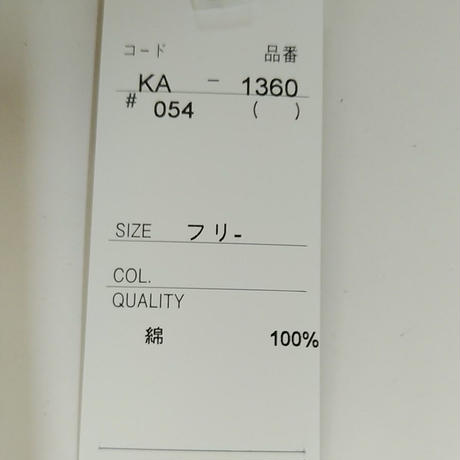 コード 品番
KA - 1360
# 054 ( )
SIZE フリ-
COL.
QUALITY
綿 100%